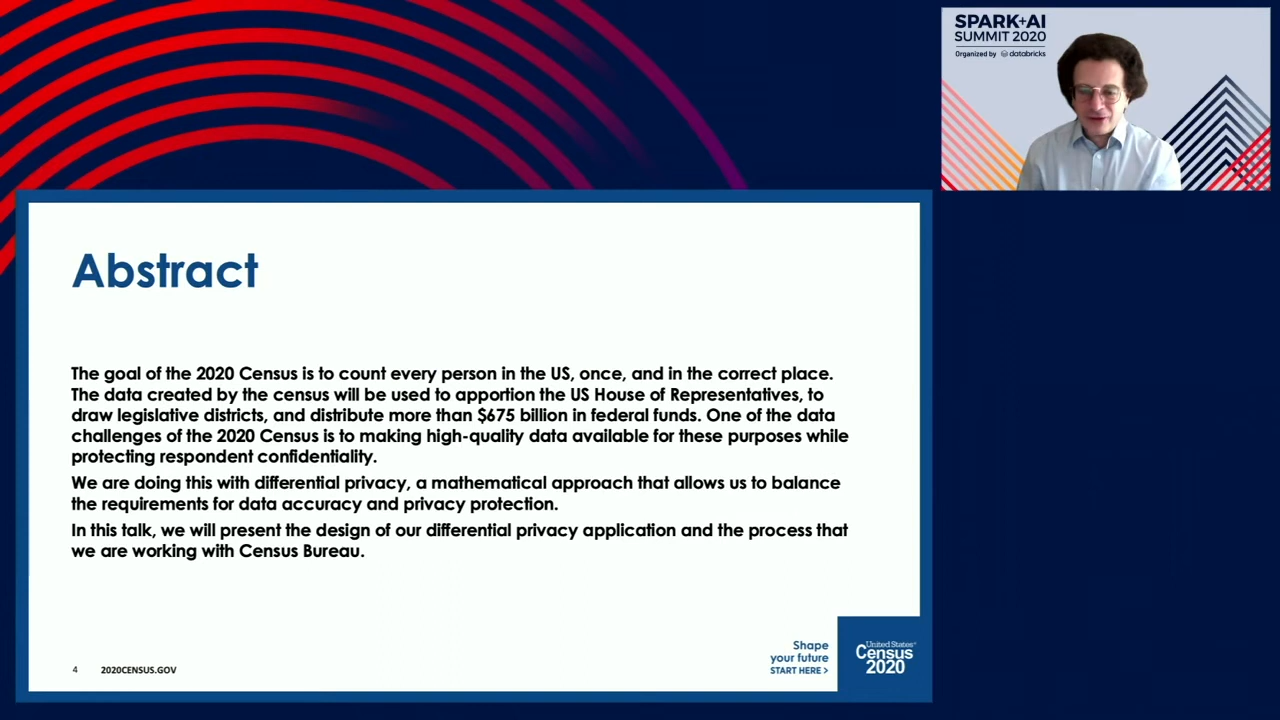 SPARK+AI
SUMMIT 2020
Organized by databricks
Abstract
The goal of the 2020 Census is to count every person in the US, once, and in the correct place.
The data created by the census will be used to apportion the US House of Representatives, to
draw legislative districts, and distribute more than $675 billion in federal funds. One of the data
challenges of the 2020 Census is to making high-quality data available for these purposes while
protecting respondent confidentiality.
We are doing this with differential privacy, a mathematical approach that allows us to balance
the requirements for data accuracy and privacy protection.
In this talk, we will present the design of our differential privacy application and the process that
we are working with Census Bureau.
4 2020CENSUS.GOV
Shape
your future
START HERE >
United States®
Census
2020